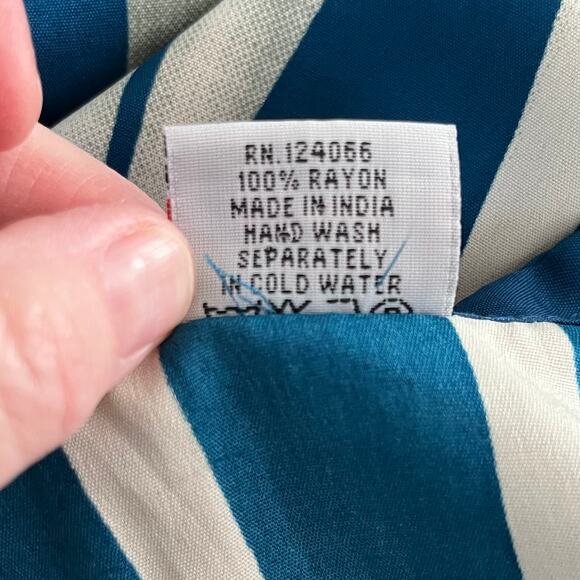 RN.124066
100% RAYON
MADE IN INDIA
HAND WASH
SEPARATELY
IN COLD WATER